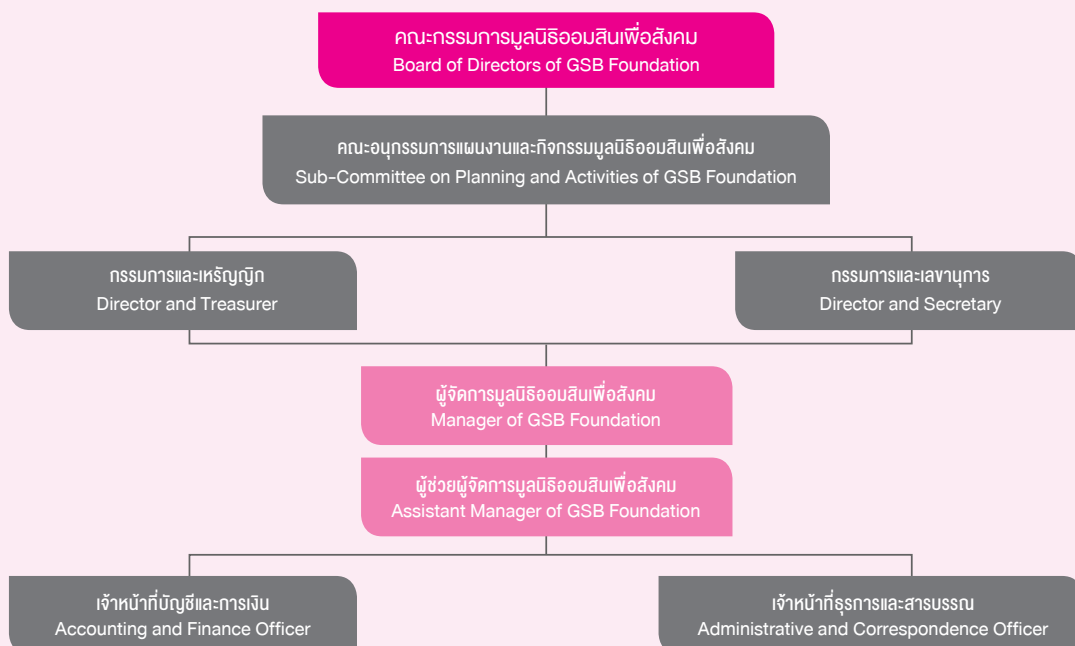 คณะกรรมการมูลนิธิออมสินเพื่อสังคม
Board of Directors of GSB Foundation
คณะอนุกรรมการแผนงานและกิจกรรมมูลนิธิออมสินเพื่อสังคม
Sub-Committee on Planning and Activities of GSB Foundation
กรรมการและเหรัญญิก
Director and Treasurer
กรรมการและเลขานุการ
Director and Secretary
ผู้จัดการมูลนิธิออมสินเพื่อสังคม
Manager of GSB Foundation
ผู้ช่วยผู้จัดการมูลนิธิออมสินเพื่อสังคม
Assistant Manager of GSB Foundation
เจ้าหน้าที่บัญชีและการเงิน
Accounting and Finance Officer
เจ้าหน้าที่ธุรการและสารบรรณ
Administrative and Correspondence Officer